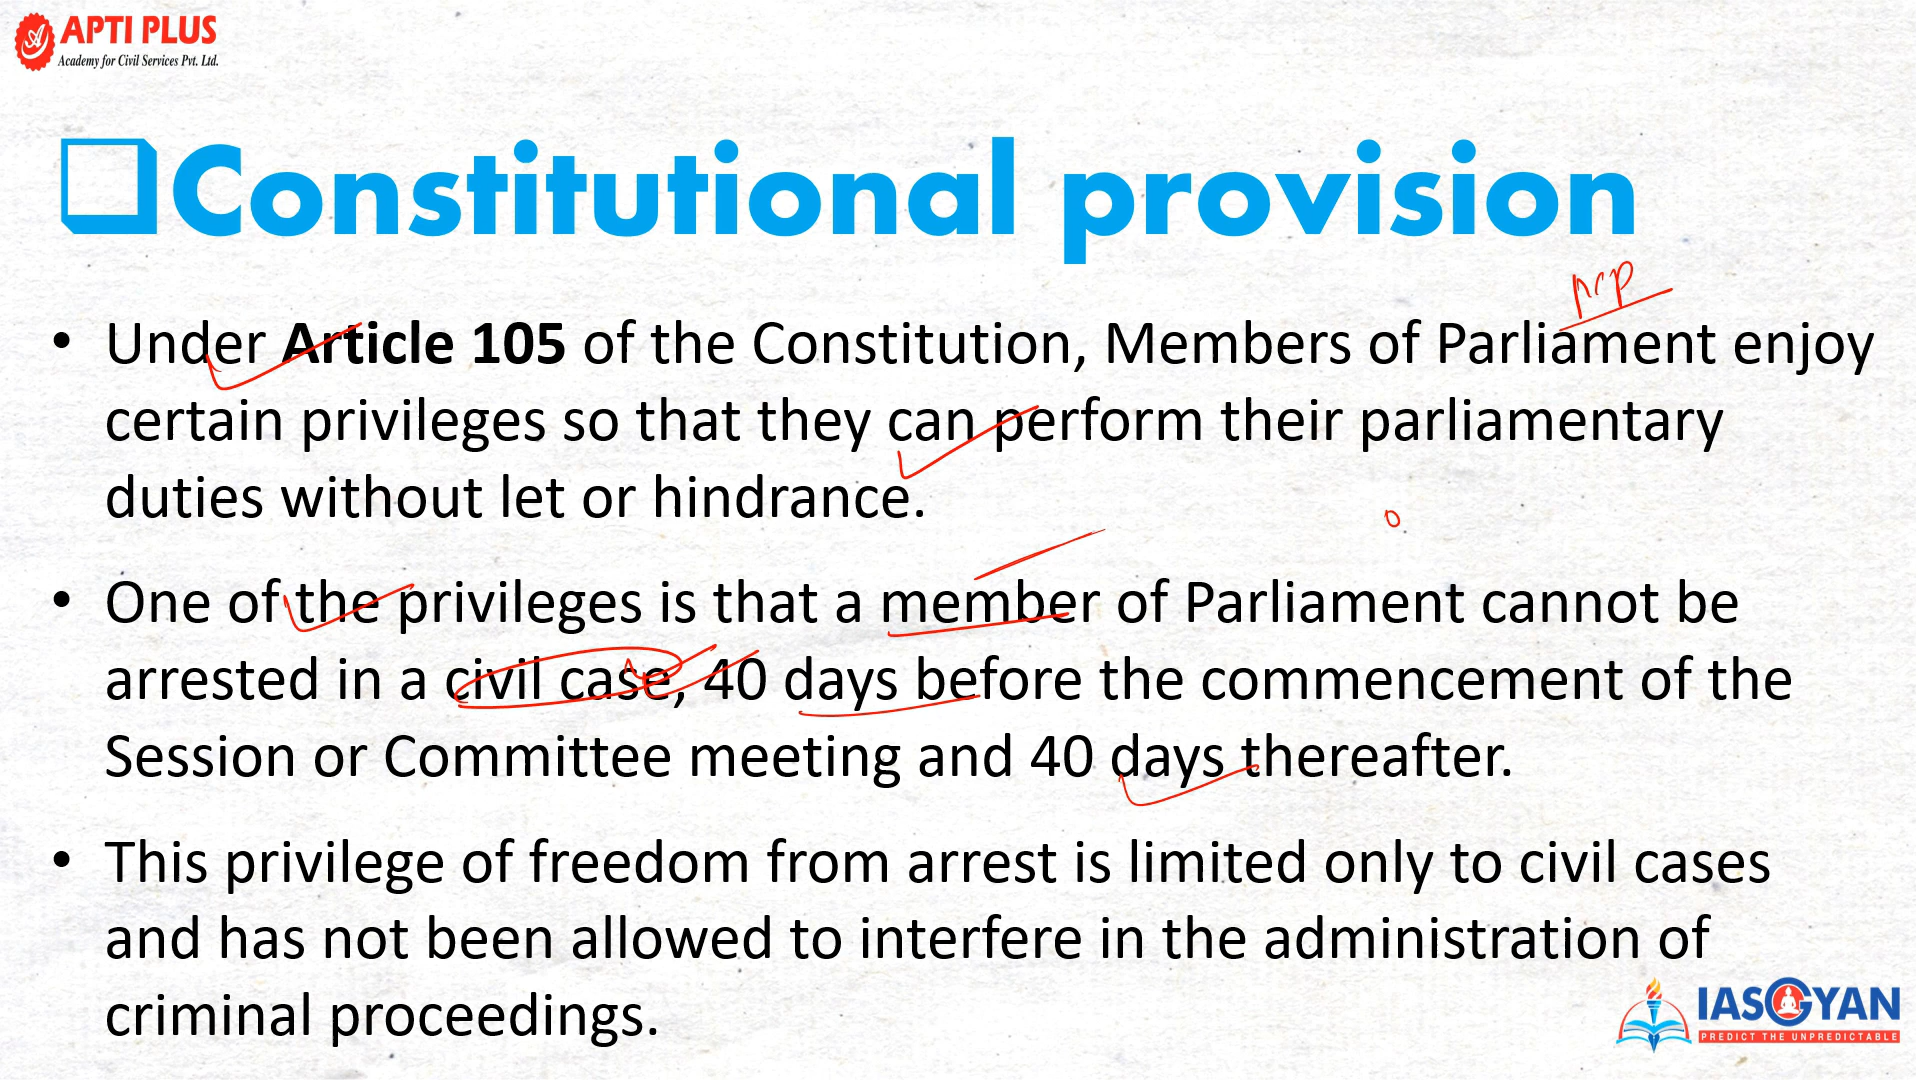 APTI PLUS
Academy for Civil Services Pvt. Ltd.
Constitutional provision
MP
• Under Article 105 of the Constitution, Members of Parliament enjoy
certain privileges so that they can perform their parliamentary
duties without let or hindrance.
• One of the privileges is that a member of Parliament cannot be
arrested in a civil case, 40 days before the commencement of the
Session or Committee meeting and 40 days thereafter.
• This privilege of freedom from arrest is limited only to civil cases
and has not been allowed to interfere in the administration of
criminal proceedings.
IASGYAN
PREDICT THE UNPREDICTABLE